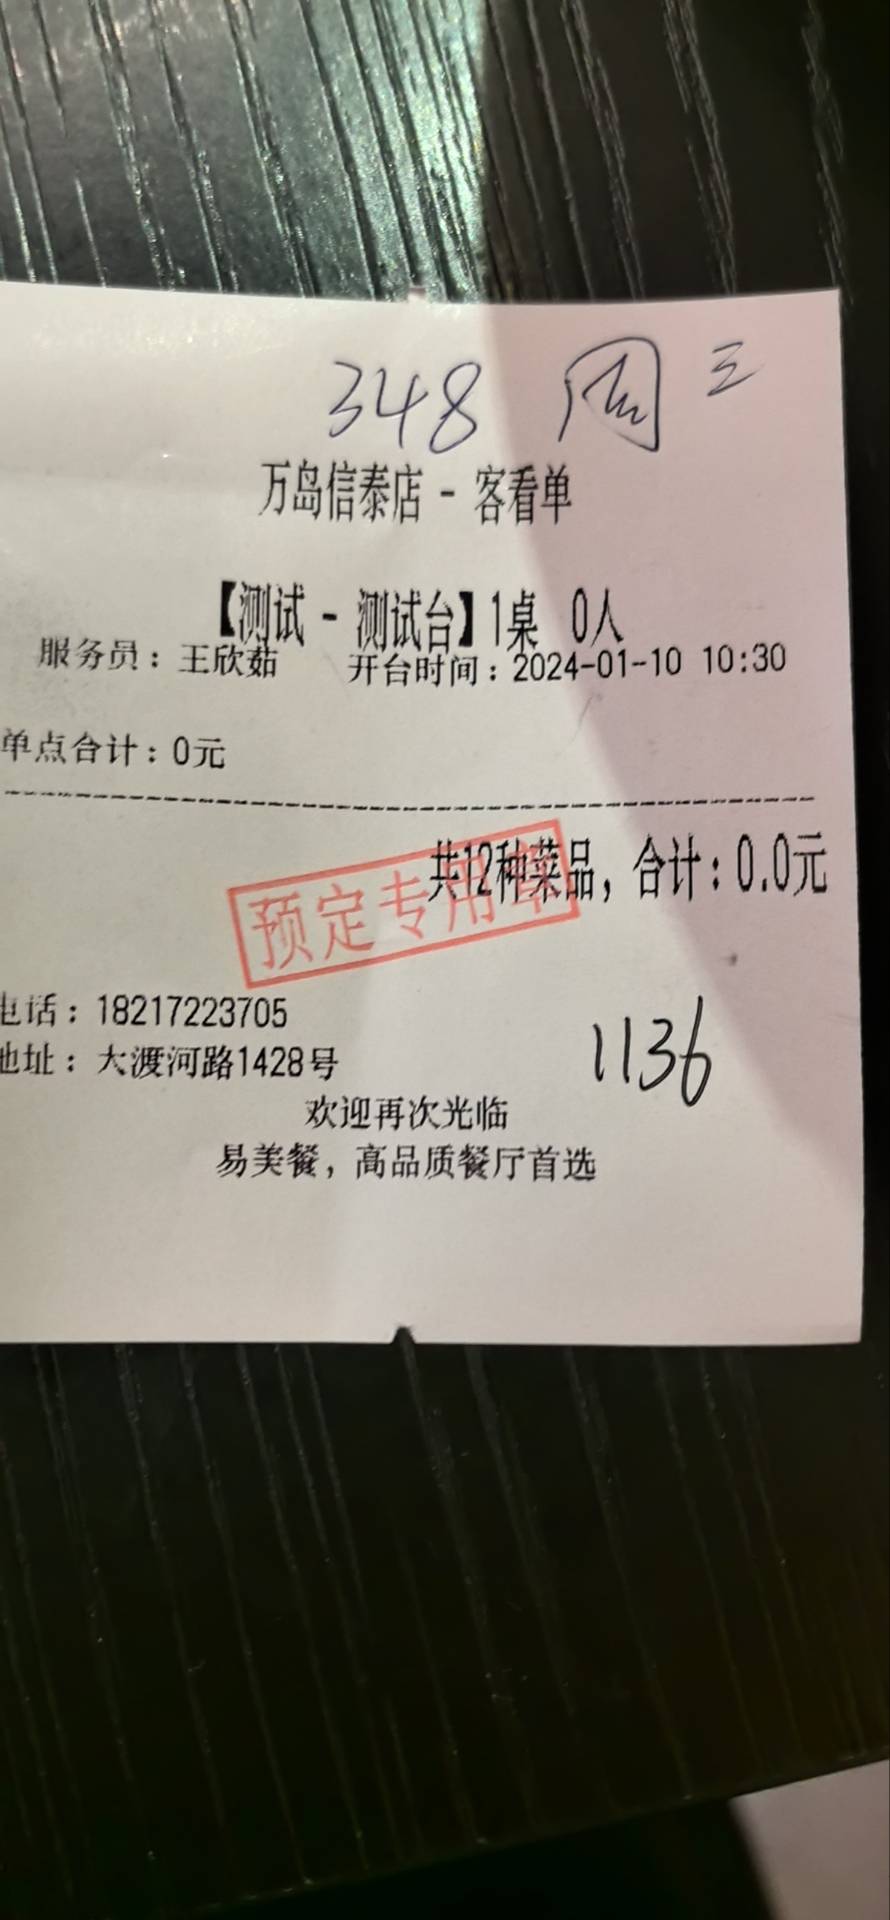 348 周三
万岛信泰店 - 客看单
【测试 - 测试台】1桌 0人
服务员：王欣茹 开台时间：2024-01-10 10:30
单点合计：0元
共12种菜品，合计：0.0元
预定专用章
电话：18217223705
地址：大渡河路1428号
1136
欢迎再次光临
易美餐，高品质餐厅首选